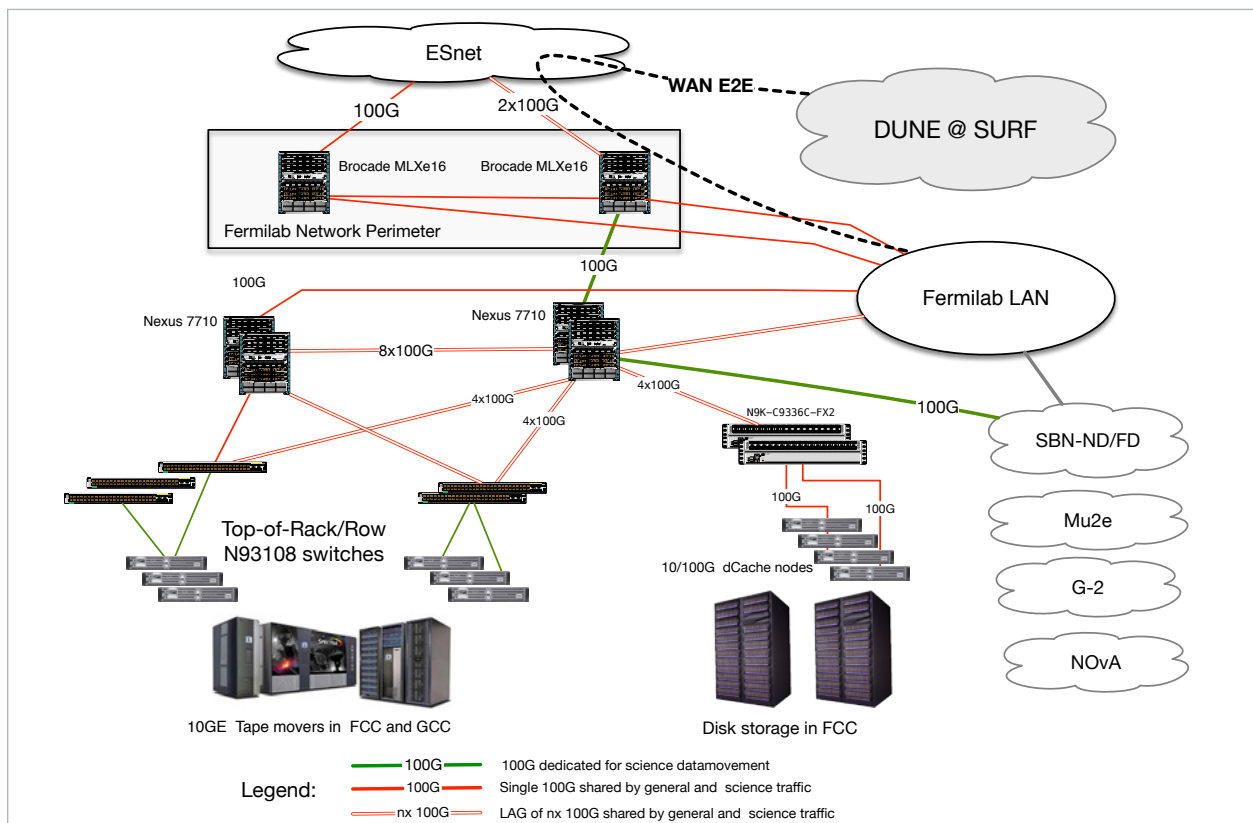 ESnet
WAN E2E
100G
2x100G
DUNE @ SURF
Brocade MLXe16
Brocade MLXe16
Fermilab Network Perimeter
100G
100G
Fermilab LAN
Nexus 7710
Nexus 7710
8x100G
4x100G
4x100G
4x100G
100G
N9K-C9336C-FX2
SBN-ND/FD
100G
100G
Top-of-Rack/Row
N93108 switches
Mu2e
10/100G dCache nodes
G-2
NOvA
10GE Tape movers in FCC and GCC
Disk storage in FCC
Legend:
100G 100G dedicated for science datamovement
100G Single 100G shared by general and science traffic
nx 100G LAG of nx 100G shared by general and science traffic